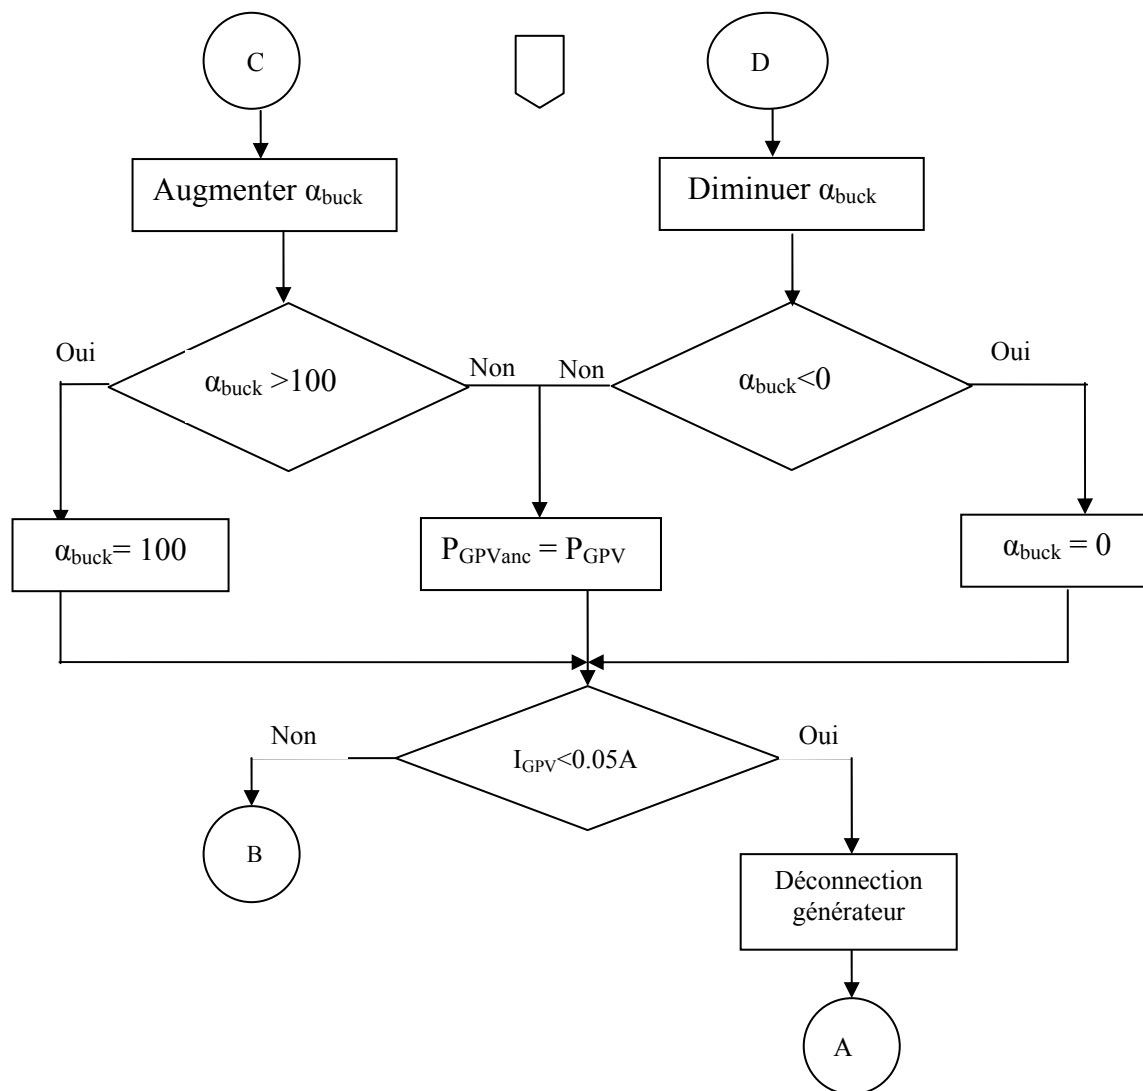 C
D
Augmenter αbuck
Diminuer αbuck
Oui
αbuck >100
Non
Non
αbuck<0
Oui
αbuck= 100
PGPVanc = PGPV
αbuck = 0
Non
IGPV<0.05A
Oui
B
Déconnection
générateur
A